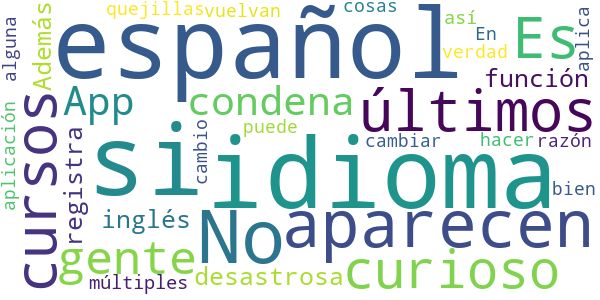 quejillas vuelvan cosas
alguna
Además
español
así
En
verdad
Es
aplica
cursos
App
condena
últimos
función
si
idioma
aplicación
registra
cambio
puede
cambiar
hacer
razón
inglés
No
aparecen
bien
gente
desastrosa
curioso
múltiples